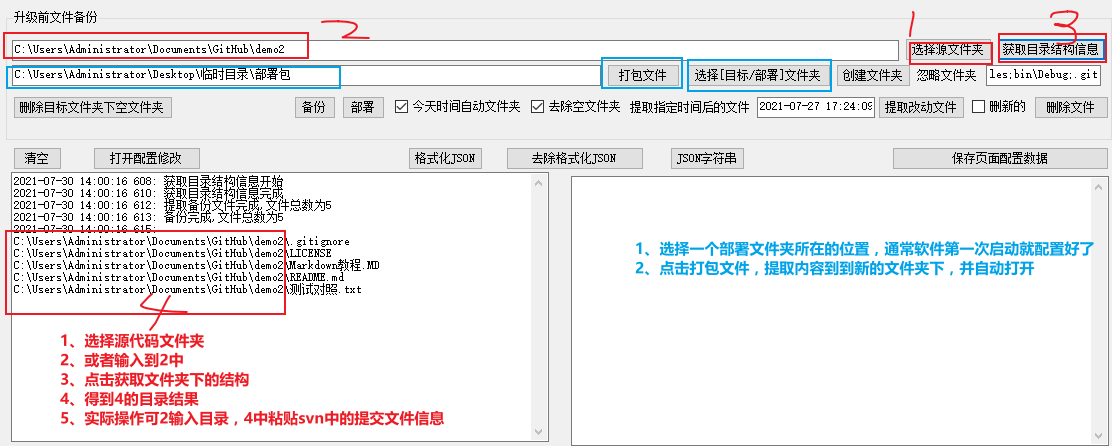 升级前文件备份
2
1
3
C:\Users\Administrator\Documents\GitHub\demo2
选择源文件夹
获取目录结构信息
C:\Users\Administrator\Desktop\临时目录\部署包
打包文件
选择[目标/部署]文件夹
创建文件夹
忽略文件夹
les;bin\Debug;.git
删除目标文件夹下空文件夹
备份
部署
今天时间自动文件夹
去除空文件夹
提取指定时间后的文件
2021-07-27 17:24:09
提取改动文件
删新的
删除文件
清空
打开配置修改
格式化JSON
去除格式化JSON
JSON字符串
保存页面配置数据
2021-07-30 14:00:16 608: 获取目录结构信息开始
2021-07-30 14:00:16 610: 获取目录结构信息完成
2021-07-30 14:00:16 612: 提取备份文件完成,文件总数为5
2021-07-30 14:00:16 613: 备份完成,文件总数为5
2021-07-30 14:00:16 615:
C:\Users\Administrator\Documents\GitHub\demo2\.gitignore
C:\Users\Administrator\Documents\GitHub\demo2\LICENSE
C:\Users\Administrator\Documents\GitHub\demo2\Markdown教程.MD
C:\Users\Administrator\Documents\GitHub\demo2\README.md
C:\Users\Administrator\Documents\GitHub\demo2\测试对照.txt
4
1、选择源代码文件夹
2、或者输入到2中
3、点击获取文件夹下的结构
4、得到4的目录结果
5、实际操作可2输入目录，4中粘贴svn中的提交文件信息
1、选择一个部署文件夹所在的位置，通常软件第一次启动就配置好了
2、点击打包文件，提取内容到到新的文件夹下，并自动打开